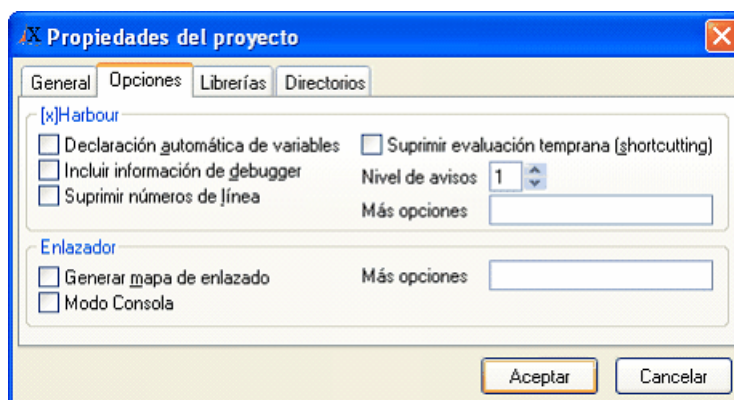 Propiedades del proyecto
General Opciones Librerías Directorios
[x]Harbour
Declaración automática de variables
Incluir información de debugger
Suprimir números de línea
Suprimir evaluación temprana (shortcutting)
Nivel de avisos 1
Más opciones
Enlazador
Generar mapa de enlazado
Modo Consola
Más opciones
Aceptar Cancelar